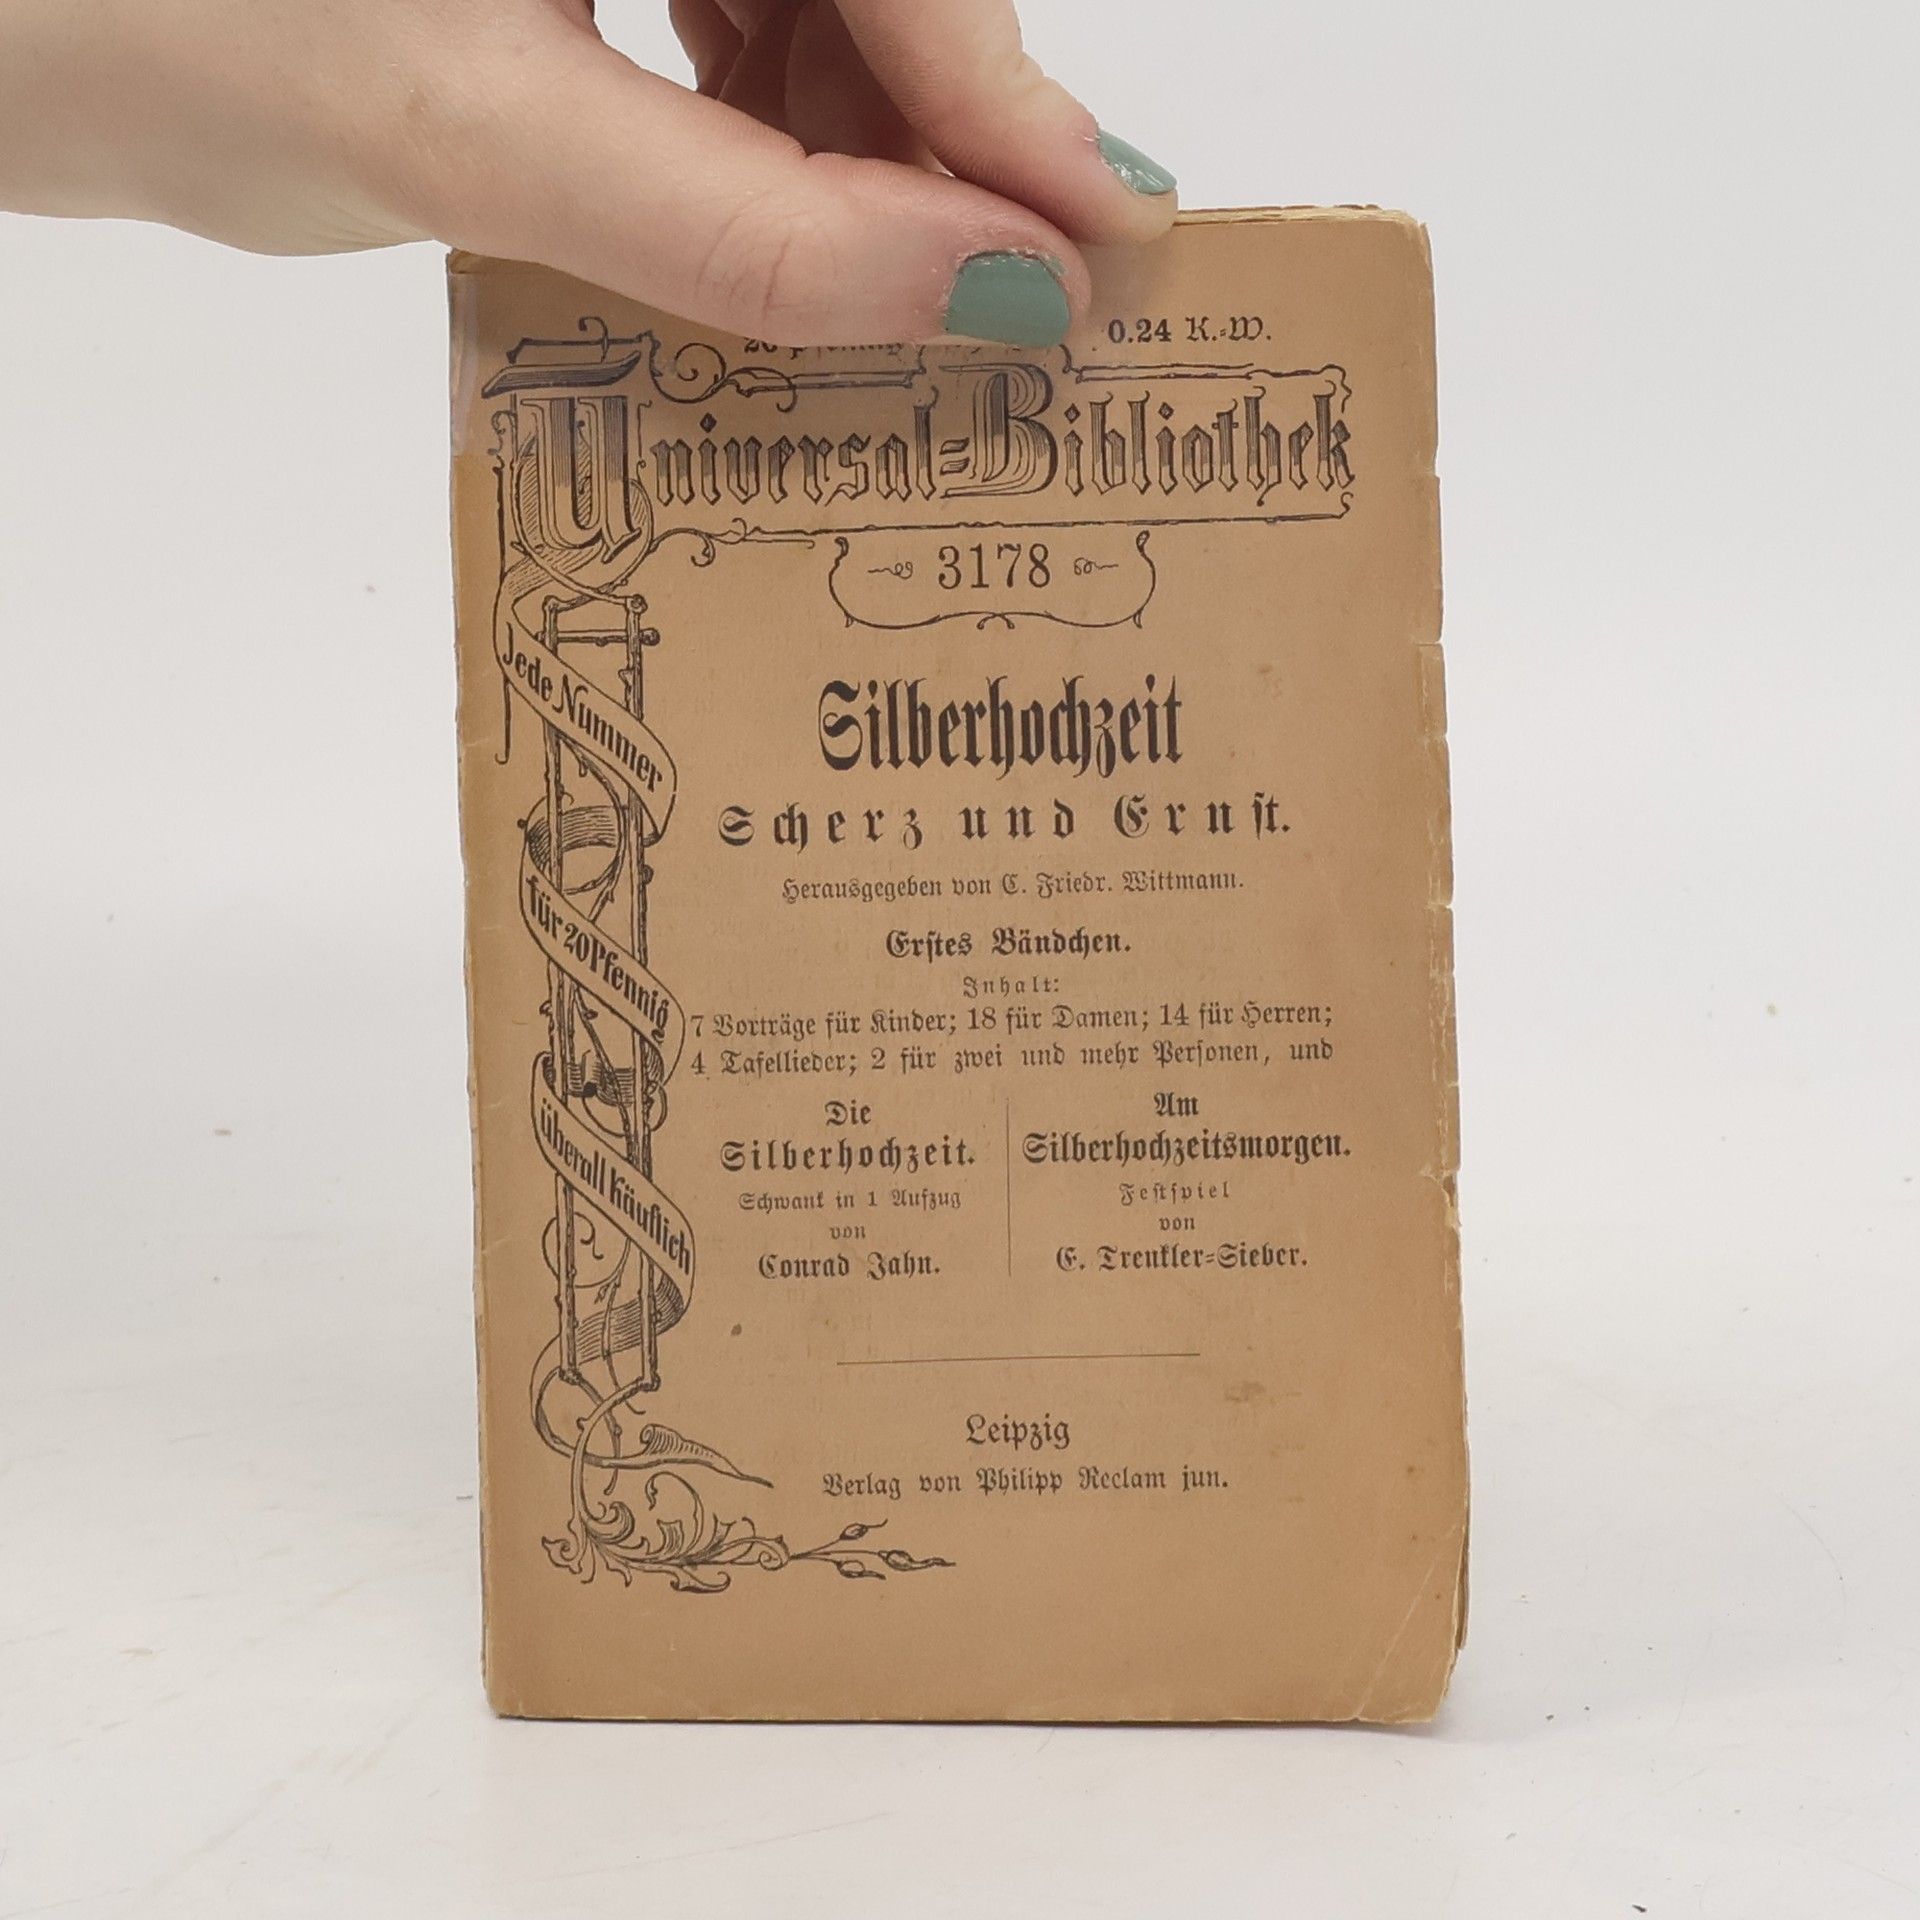 0.24 K.-W.
Universal-Bibliothek
3178
Jede Nummer
für 20 Pfennig
überall käuflich
Silberhochzeit
Scherz und Ernst.
Herausgegeben von C. Friedr. Wittmann.
Erstes Bändchen.
Inhalt:
7 Vorträge für Kinder; 18 für Damen; 14 für Herren;
4 Tafellieder; 2 für zwei und mehr Personen, und
Die
Silberhochzeit.
Schwank in 1 Aufzug
von
Conrad Jahn.
Am
Silberhochzeitsmorgen.
Festspiel
von
E. Trenkler-Sieber.
Leipzig
Verlag von Philipp Reclam jun.